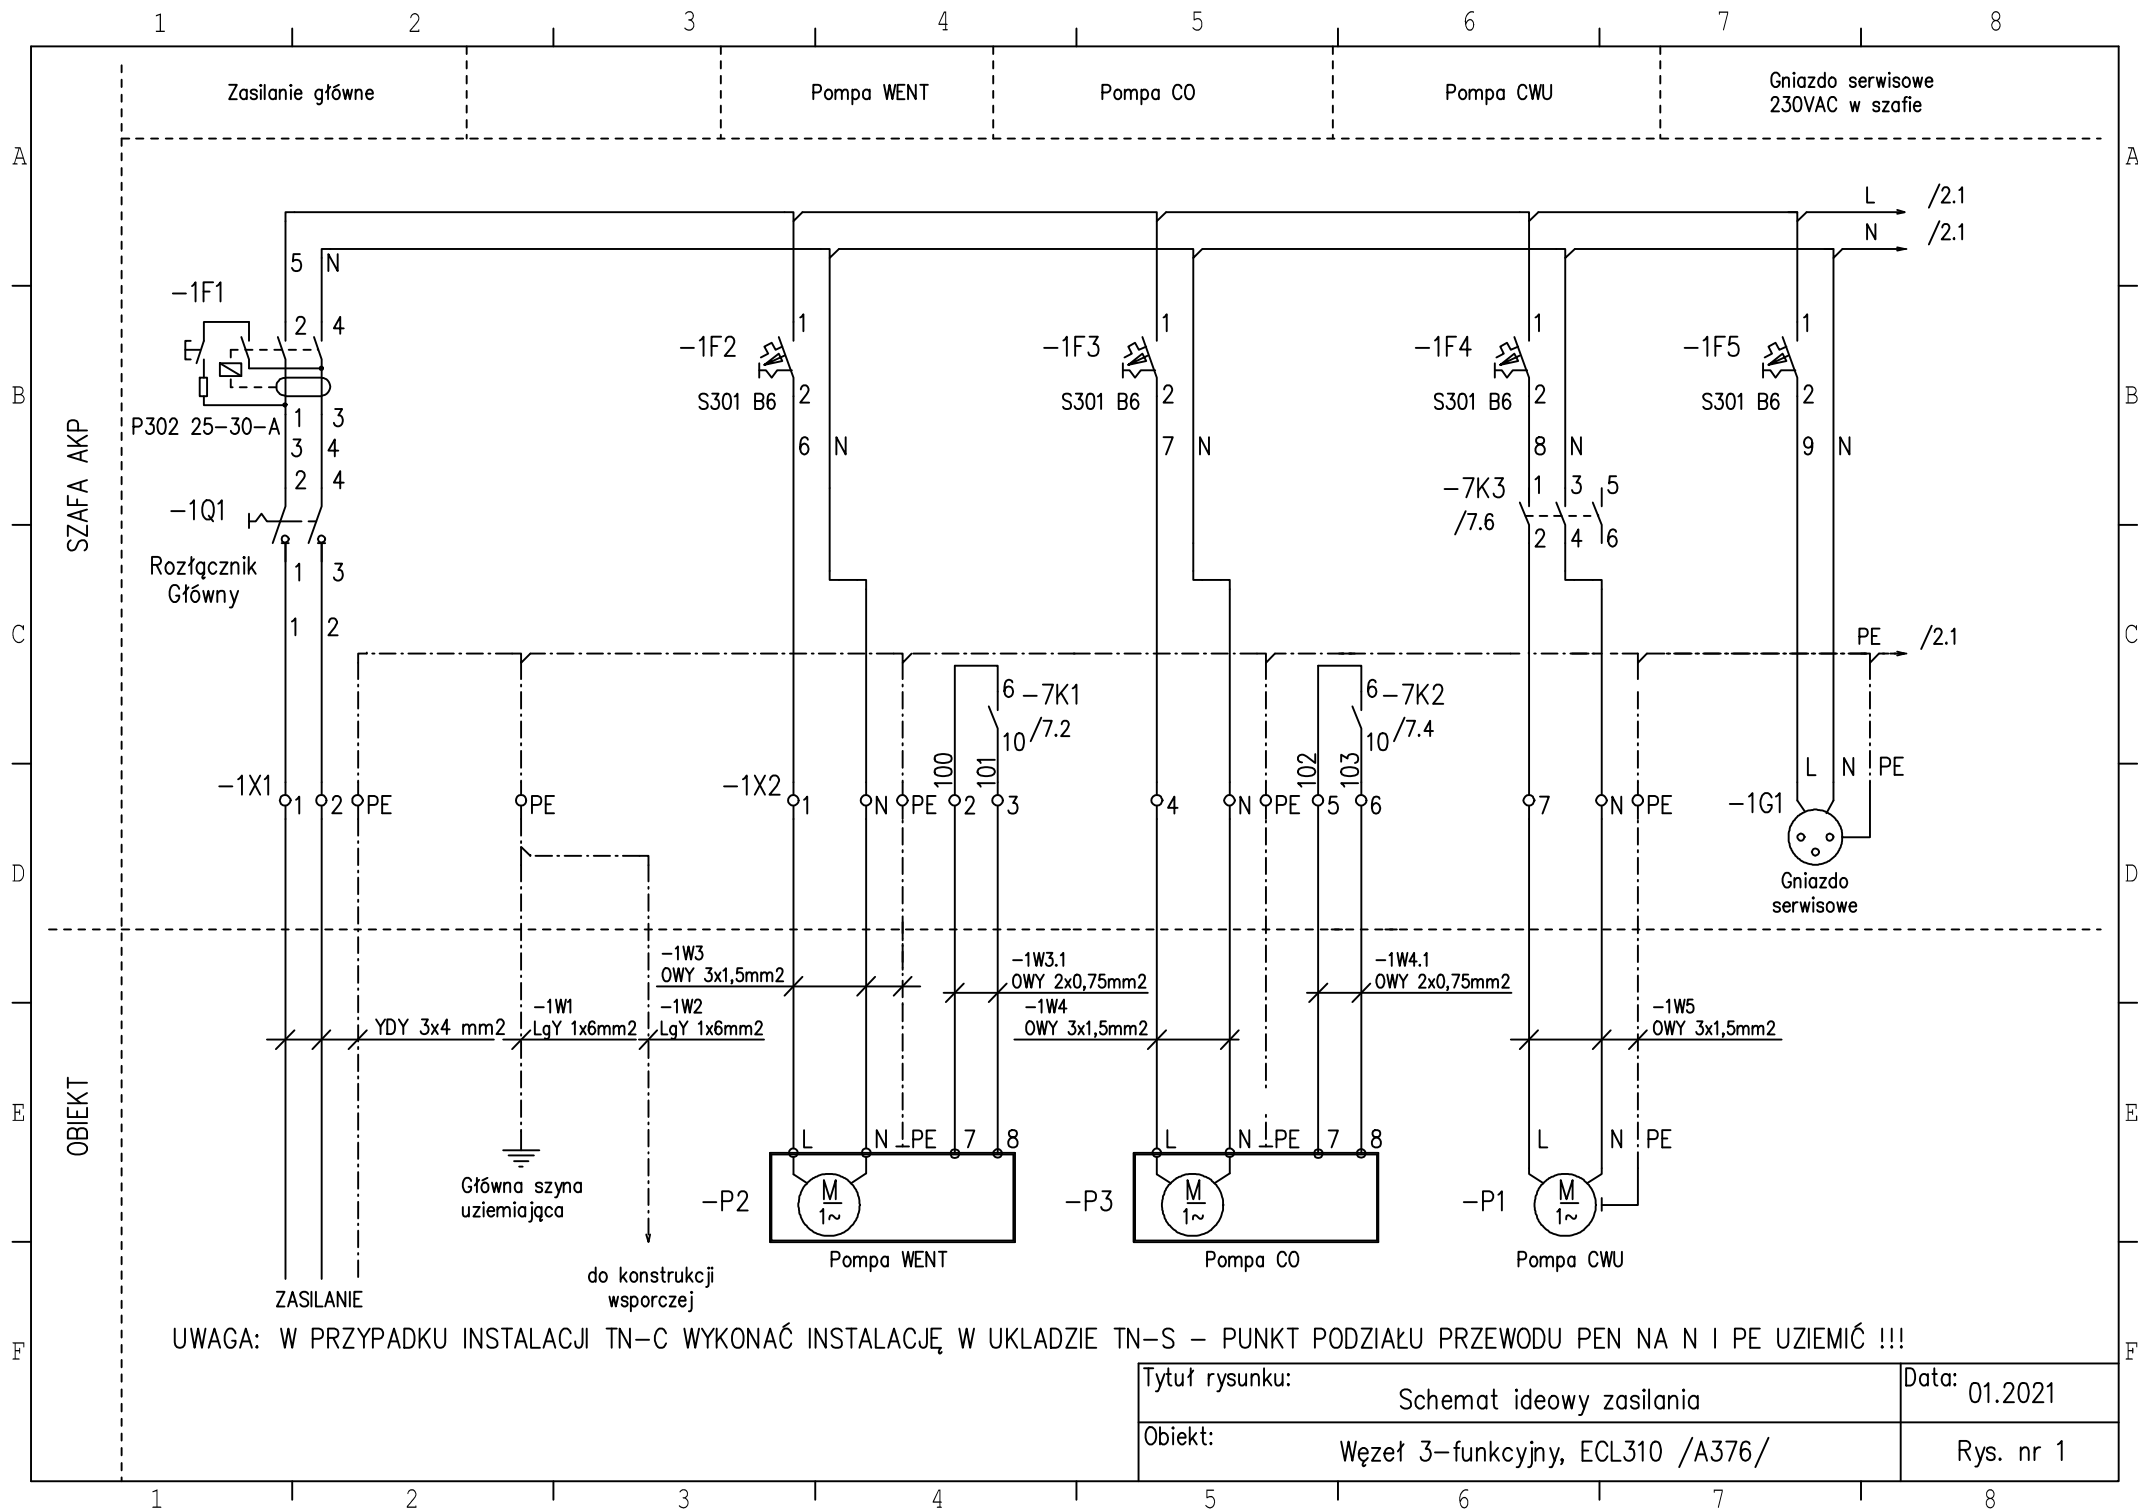 1 2 3 4 5 6 7 8
Zasilanie główne
Pompa WENT
Pompa CO
Pompa CWU
Gniazdo serwisowe
230VAC w szafie
A A
L /2.1
N /2.1
5 N
-1F1
2 4
1 1 1 1
-1F2 -1F3 -1F4 -1F5
B B
S301 B6 2 S301 B6 2 S301 B6 2 S301 B6 2
P302 25-30-A 1 3
3 4
6 N 7 N 8 N 9 N
SZAFA AKP
2 4
-7K3 1 3 5
-1Q1
/7.6
2 4 6
Rozłącznik
Główny
1 3
1 2
C C
PE /2.1
6 -7K1
10 /7.2
6 -7K2
10 /7.4
100 101 102 103
L N PE
-1X1 1 2 PE PE
-1X2 1 N PE 2 3 4 N PE 5 6 7 N PE
-1G1
D D
Gniazdo
serwisowe
-1W3
OWY 3x1,5mm2
-1W3.1
OWY 2x0,75mm2
-1W4.1
OWY 2x0,75mm2
YDY 3x4 mm2
-1W1
LgY 1x6mm2
-1W2
LgY 1x6mm2
-1W4
OWY 3x1,5mm2
-1W5
OWY 3x1,5mm2
E E
OBIEKT
L N PE 7 8
L N PE 7 8
L N PE
Główna szyna
uziemiająca
-P2 M
1~
-P3 M
1~
-P1 M
1~
Pompa WENT
Pompa CO
Pompa CWU
do konstrukcji
wsporczej
ZASILANIE
UWAGA: W PRZYPADKU INSTALACJI TN-C WYKONAĆ INSTALACJĘ W UKLADZIE TN-S - PUNKT PODZIAŁU PRZEWODU PEN NA N I PE UZIEMIĆ !!!
F F
Tytuł rysunku:
Schemat ideowy zasilania
Data: 01.2021
Obiekt:
Węzeł 3-funkcyjny, ECL310 /A376/
Rys. nr 1
1 2 3 4 5 6 7 8